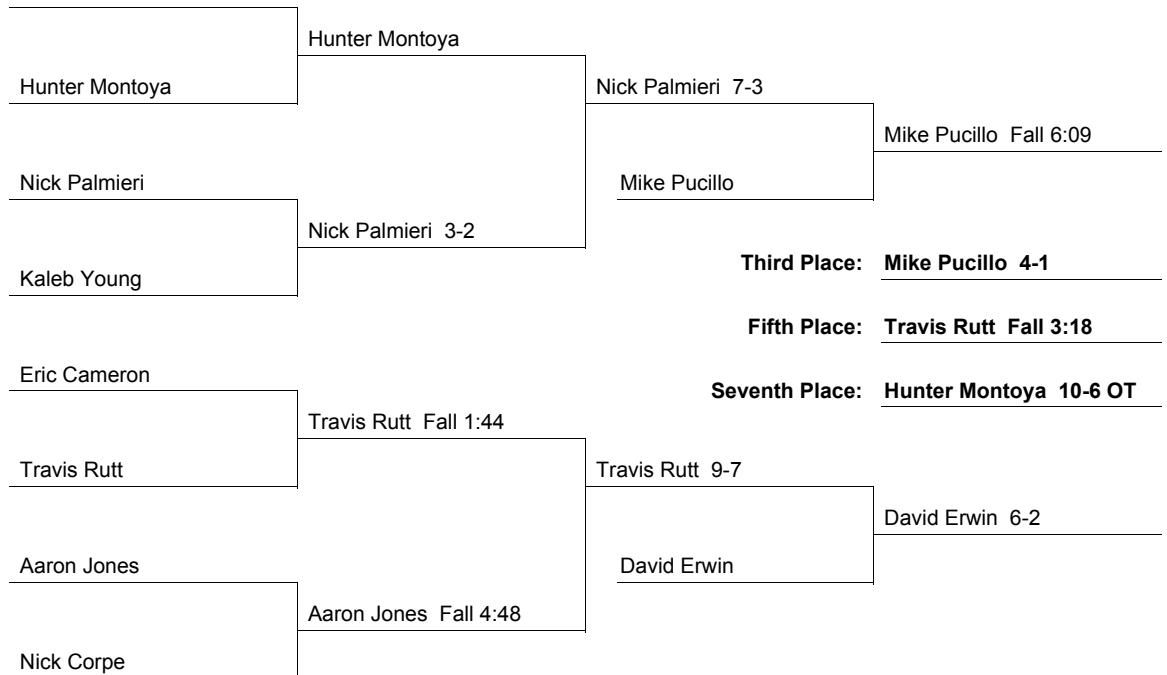 Hunter Montoya
Hunter Montoya
Nick Palmieri 7-3
Mike Pucillo Fall 6:09
Nick Palmieri
Mike Pucillo
Nick Palmieri 3-2
Third Place: Mike Pucillo 4-1
Kaleb Young
Fifth Place: Travis Rutt Fall 3:18
Eric Cameron
Seventh Place: Hunter Montoya 10-6 OT
Travis Rutt Fall 1:44
Travis Rutt
Travis Rutt 9-7
David Erwin 6-2
Aaron Jones
David Erwin
Aaron Jones Fall 4:48
Nick Corpe